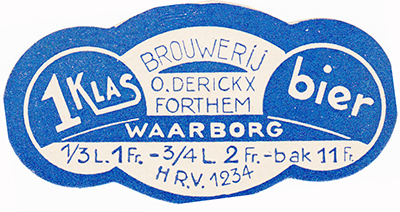 1 KLAS
BROUWERIJ
O. DERICKX
FORTHEM
bier
WAARBORG
1/3 L. 1 Fr. - 3/4 L 2 Fr. - bak 11 Fr.
H R.V. 1234